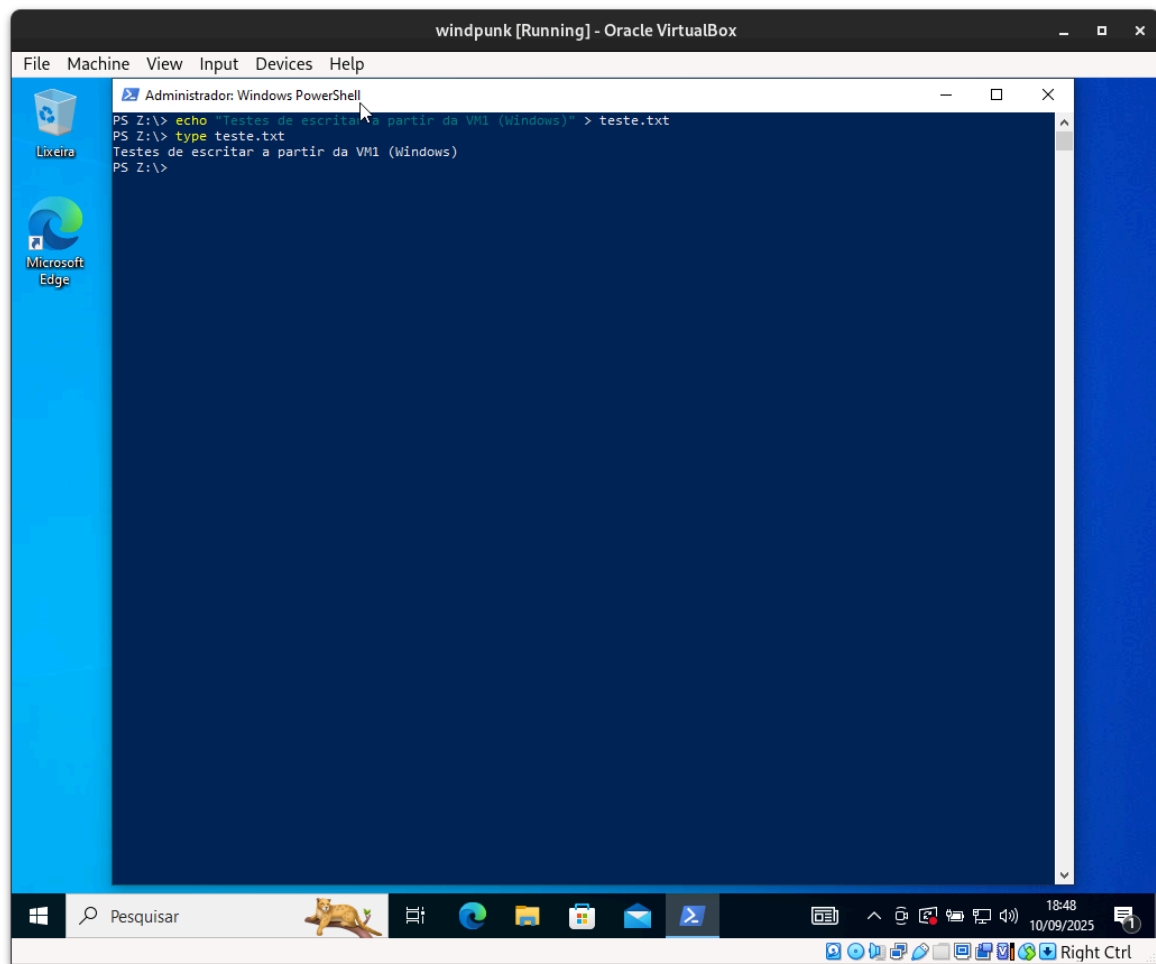 windpunk [Running] - Oracle VirtualBox
File Machine View Input Devices Help
Administrador: Windows PowerShell
PS Z:\> echo "Testes de escritar a partir da VM1 (Windows)" > teste.txt
PS Z:\> type teste.txt
Testes de escritar a partir da VM1 (Windows)
PS Z:\>
Lixeira
Microsoft
Edge
Pesquisar
18:48
10/09/2025
1
Right Ctrl